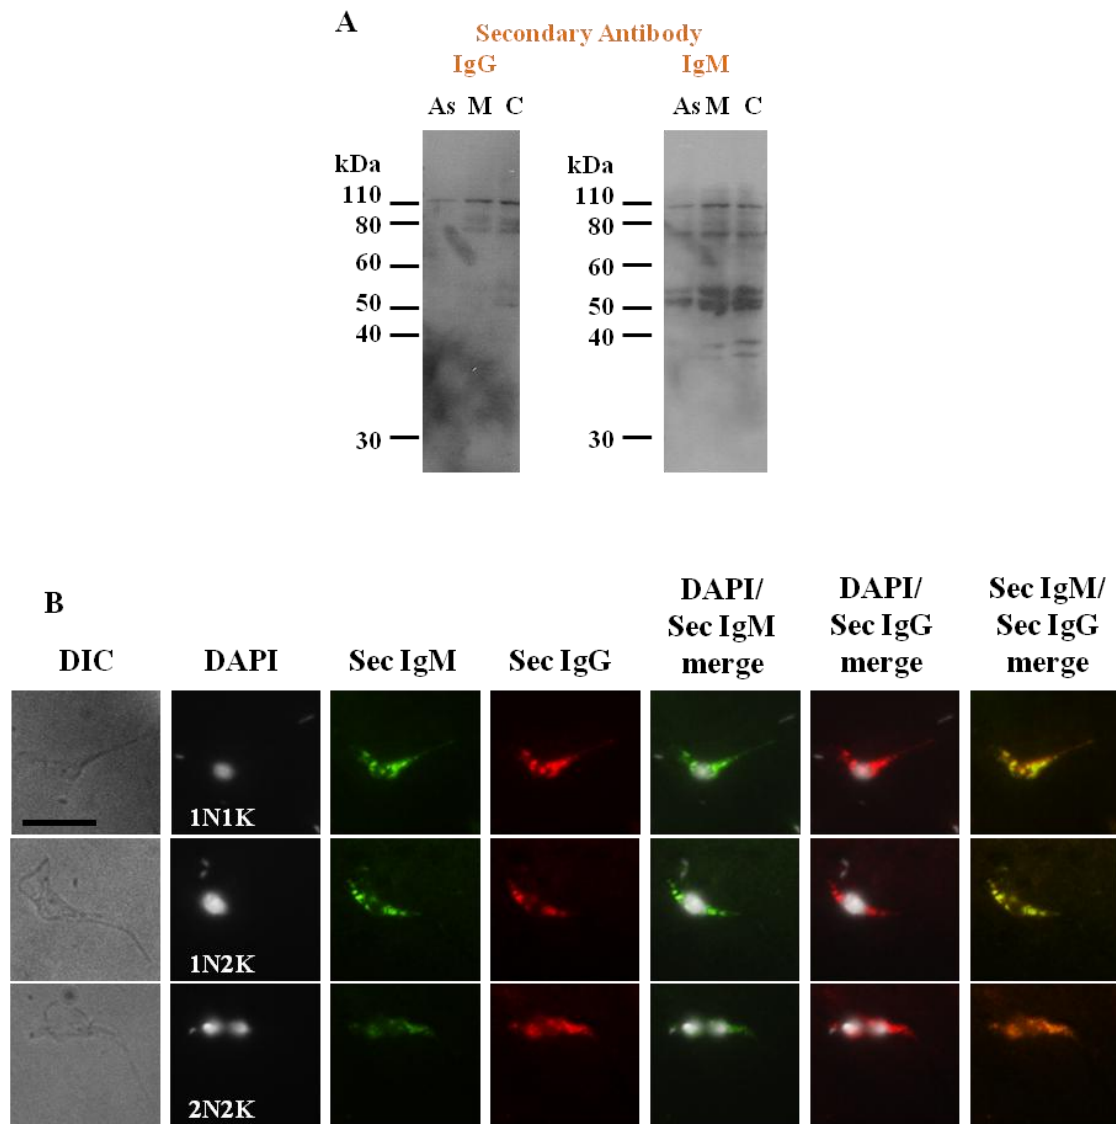 A
Secondary Antibody
IgG IgM
As M C As M C
kDa kDa
110 110
80 80
60 60
50 50
40 40
30 30
B
DIC DAPI Sec IgM Sec IgG DAPI/ Sec IgM merge DAPI/ Sec IgG merge Sec IgM/ Sec IgG merge
1N1K
1N2K
2N2K